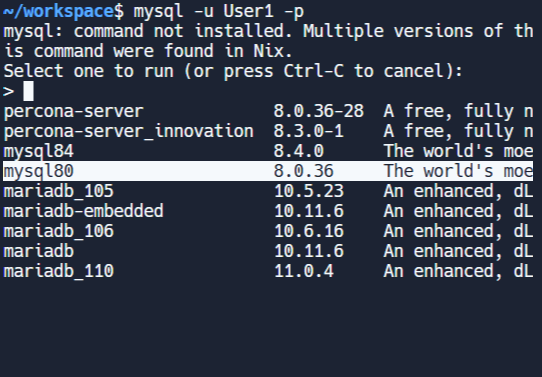 ~/workspace$ mysql -u User1 -p
mysql: command not installed. Multiple versions of th
is command were found in Nix.
Select one to run (or press Ctrl-C to cancel):
>
percona-server 8.0.36-28 A free, fully n
percona-server_innovation 8.3.0-1 A free, fully n
mysql84 8.4.0 The world's moe
mysql80 8.0.36 The world's moe
mariadb_105 10.5.23 An enhanced, dL
mariadb-embedded 10.11.6 An enhanced, dL
mariadb_106 10.6.16 An enhanced, dL
mariadb 10.11.6 An enhanced, dL
mariadb_110 11.0.4 An enhanced, dL